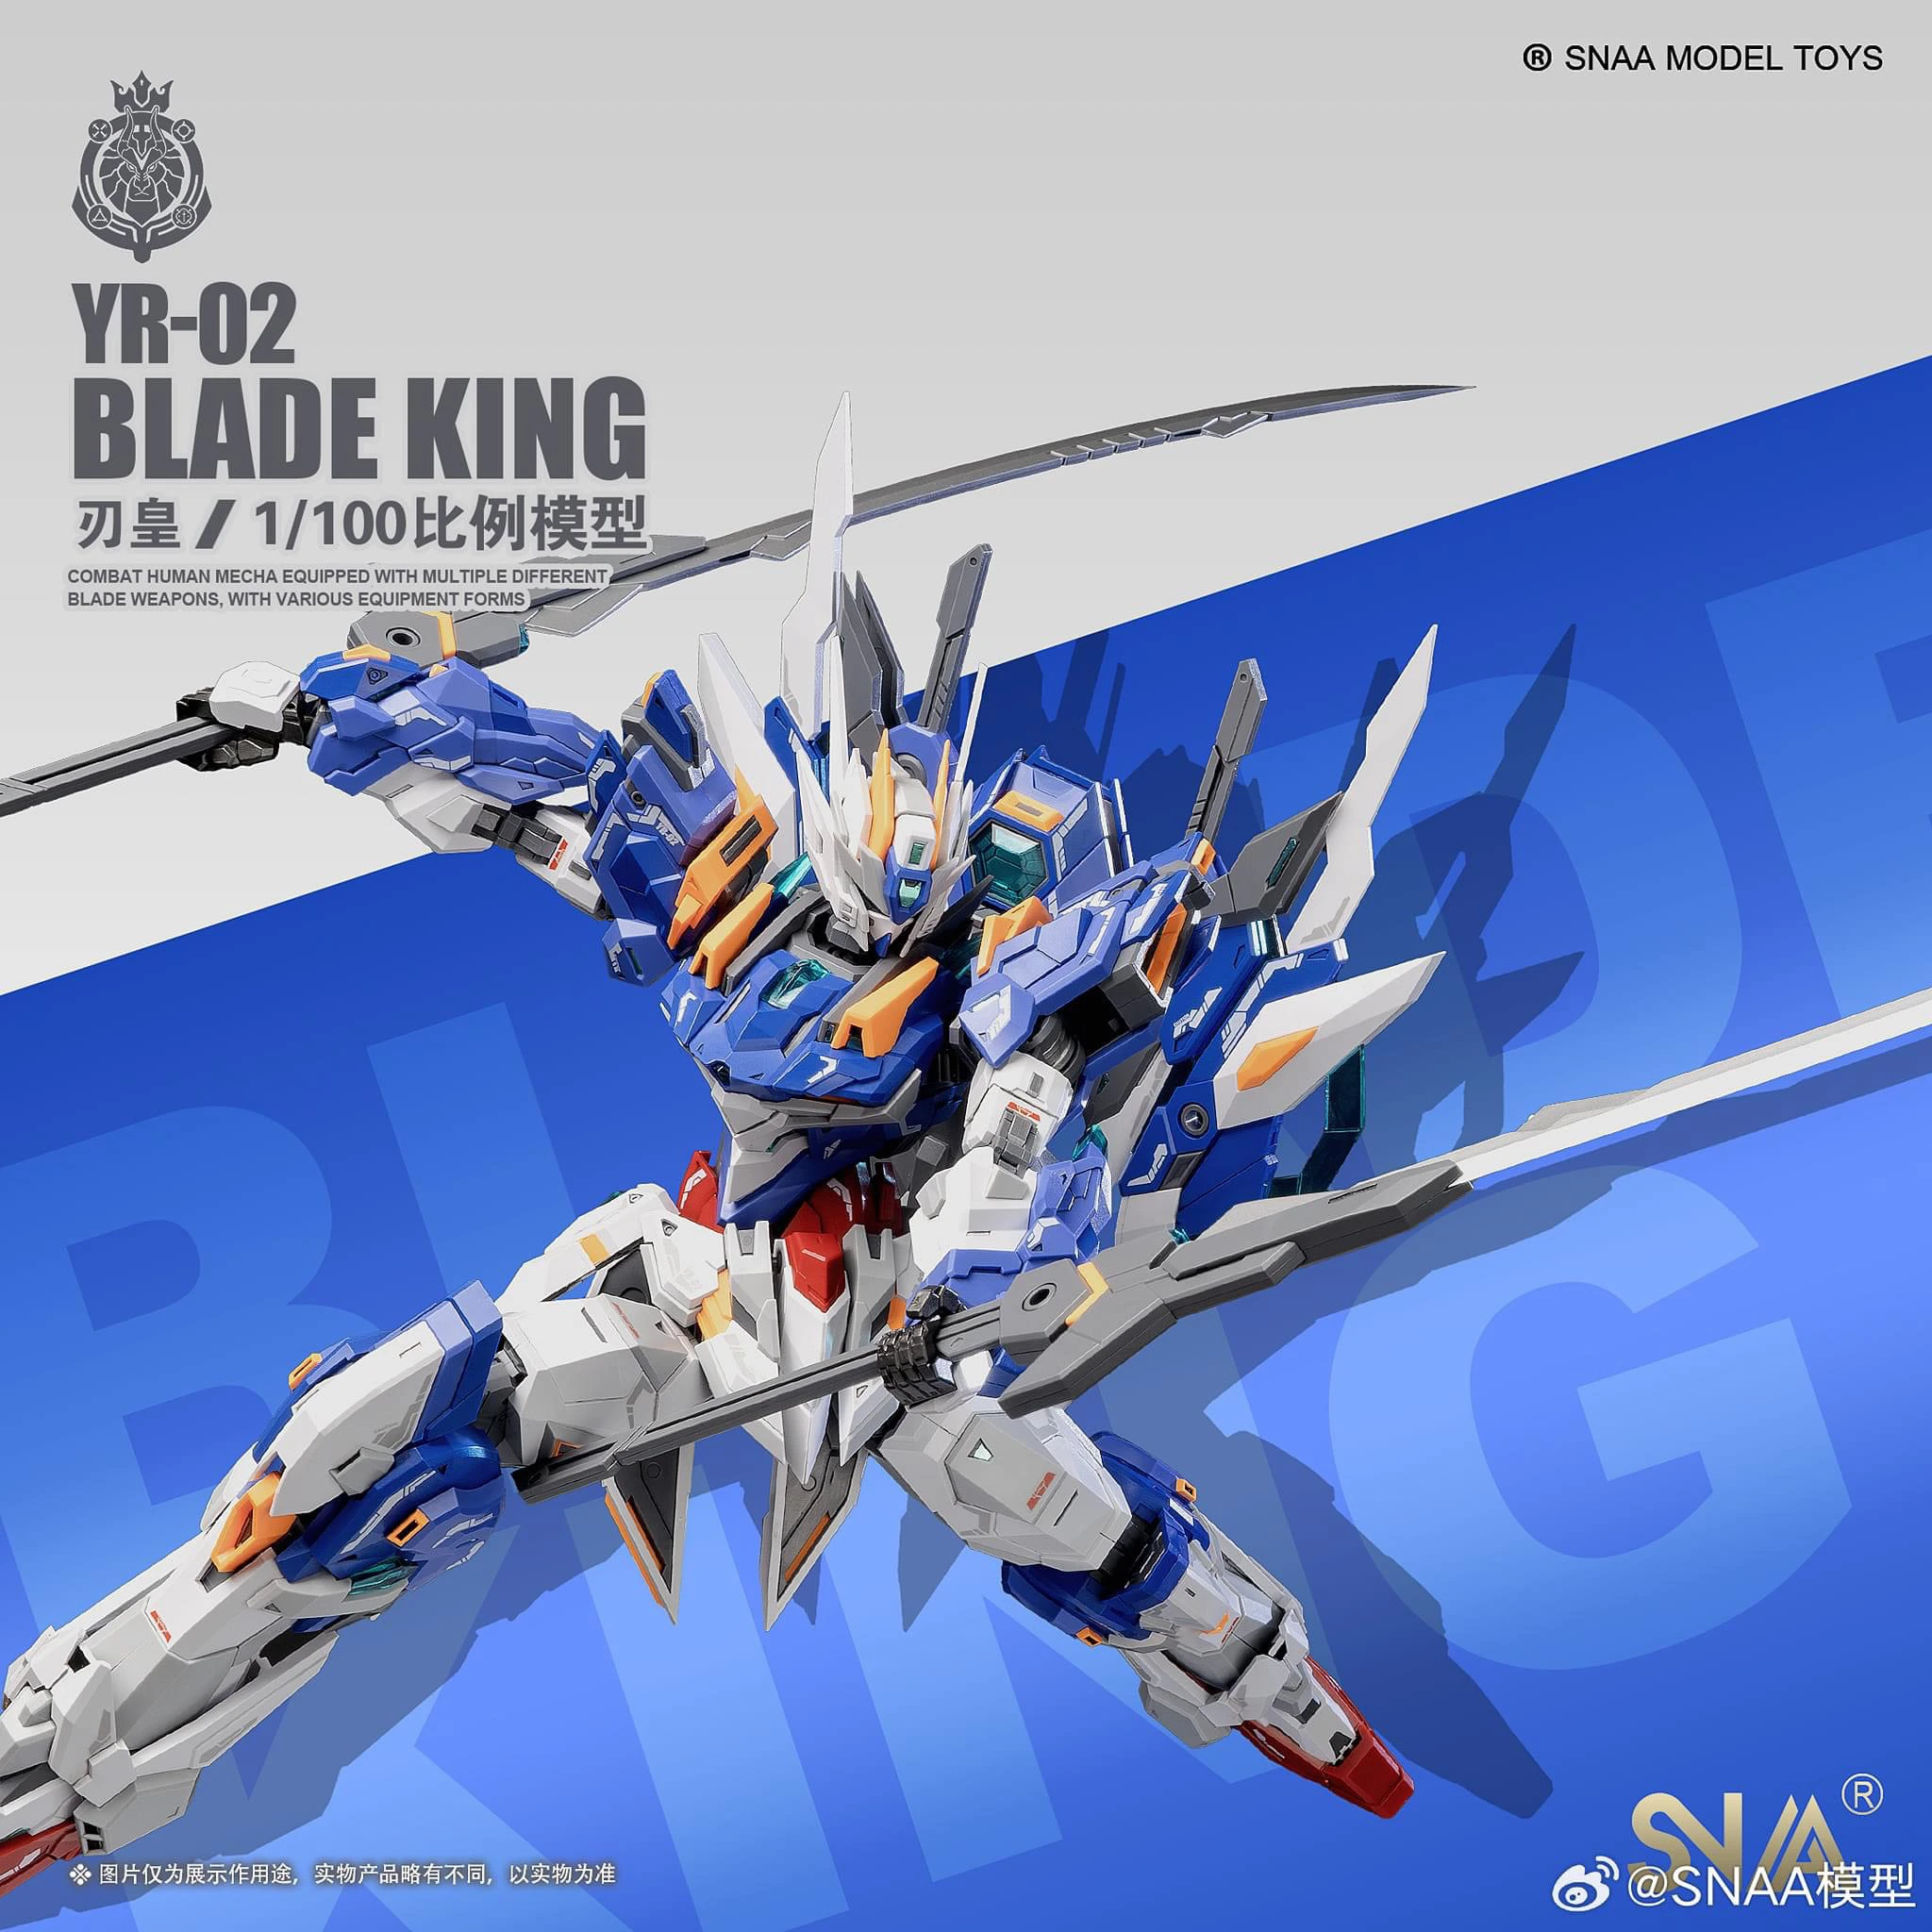 ® SNAA MODEL TOYS
YR-02
BLADE KING
刃皇/1/100比例模型
COMBAT HUMAN MECHA EQUIPPED WITH MULTIPLE DIFFERENT
BLADE WEAPONS, WITH VARIOUS EQUIPMENT FORMS
BLADE
KING
※ 图片仅为展示作用途，实物产品略有不同，以实物为准
SNAA®
@SNAA模型